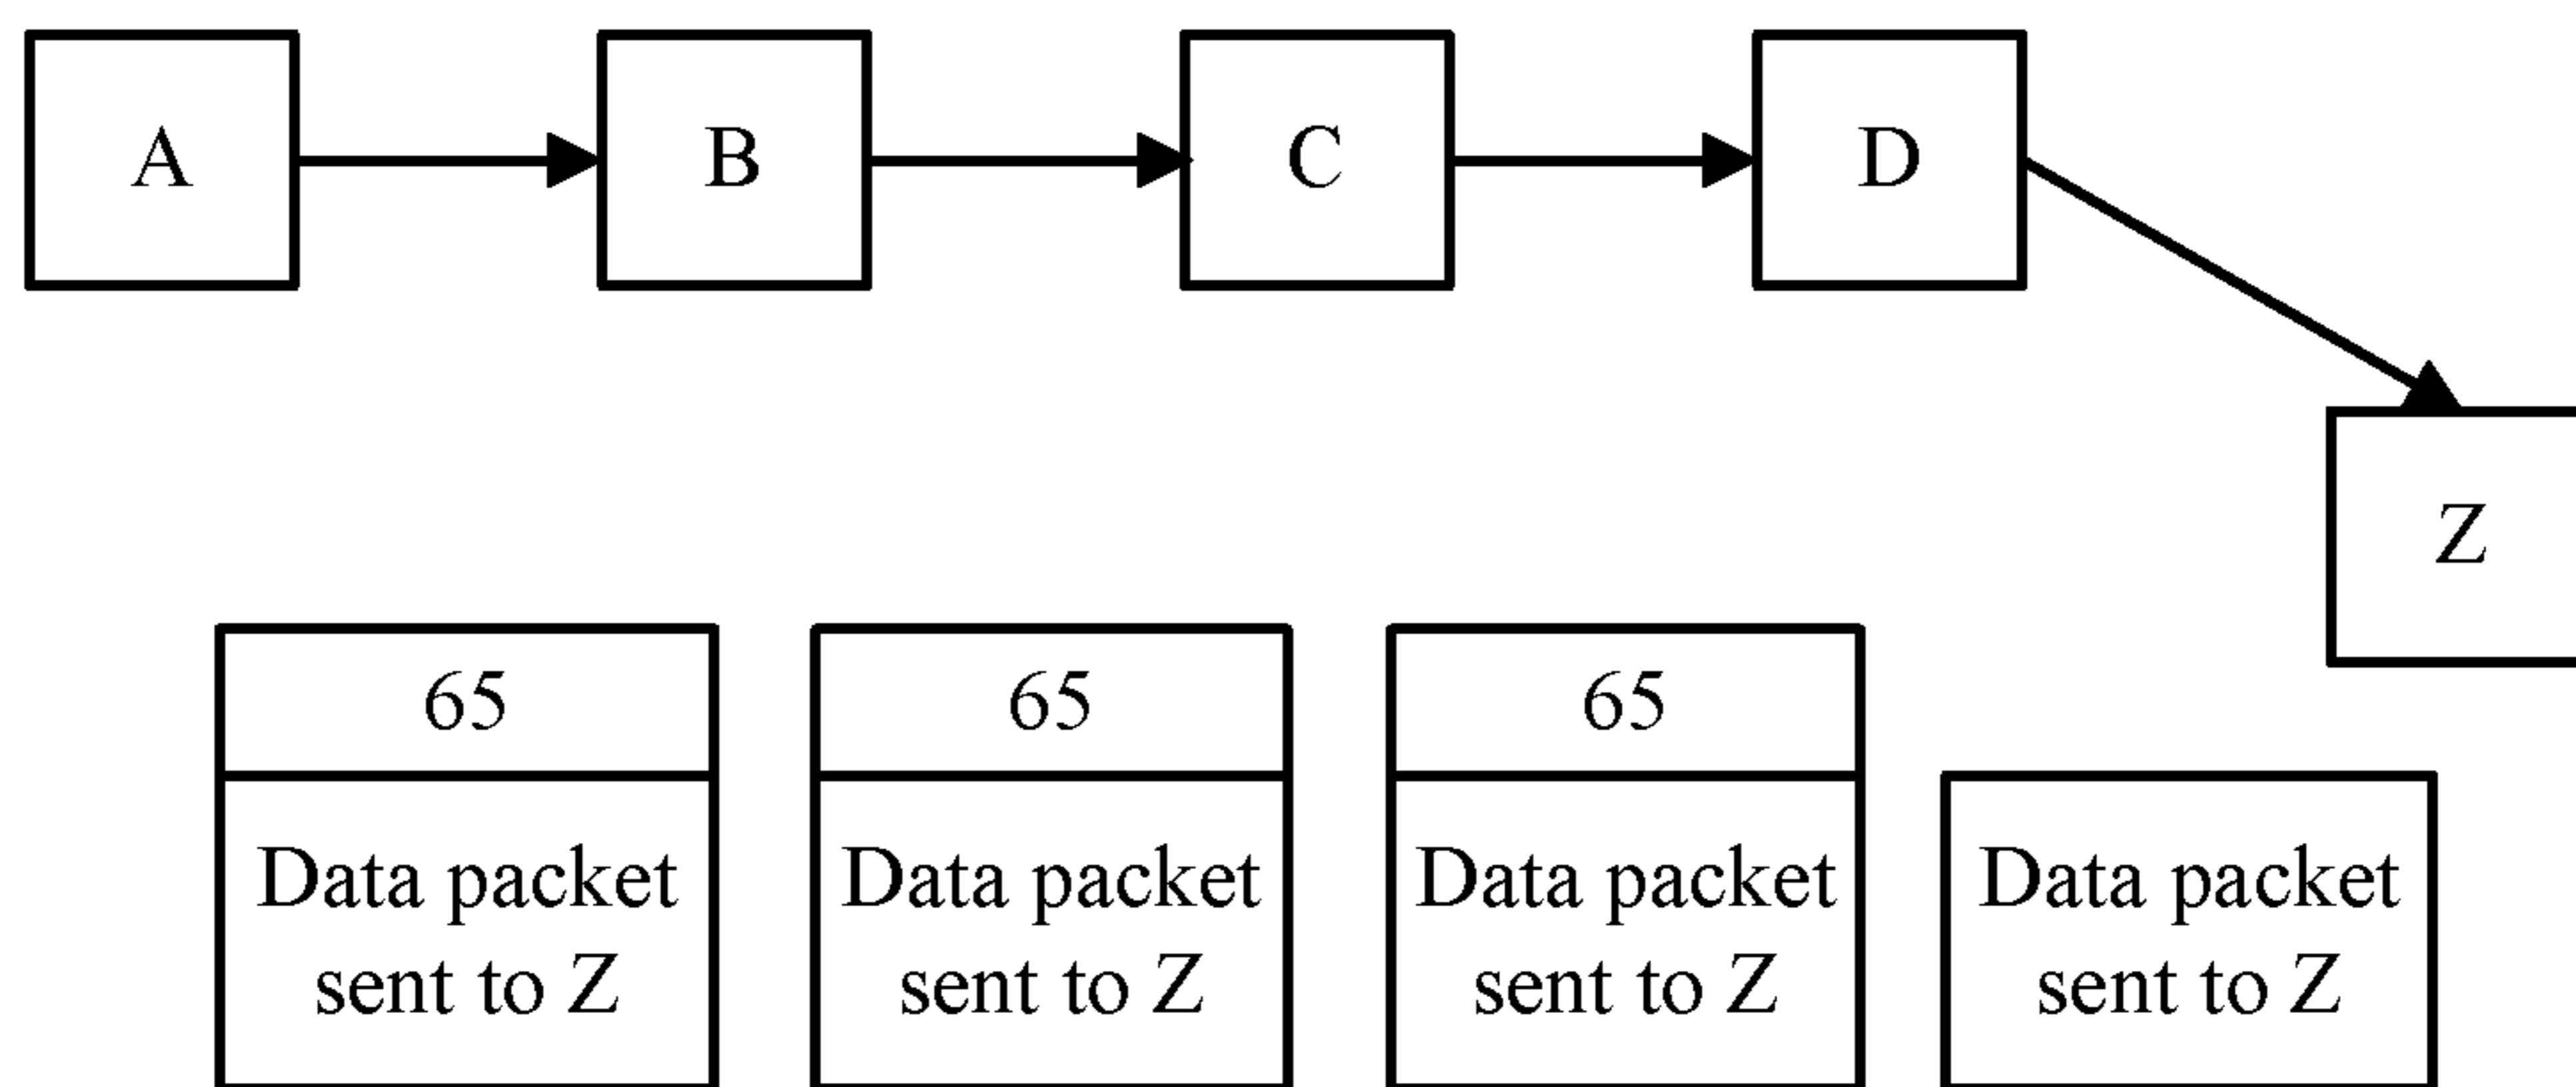 A
B
C
D
Z
65
65
65
Data packet
sent to Z
Data packet
sent to Z
Data packet
sent to Z
Data packet
sent to Z